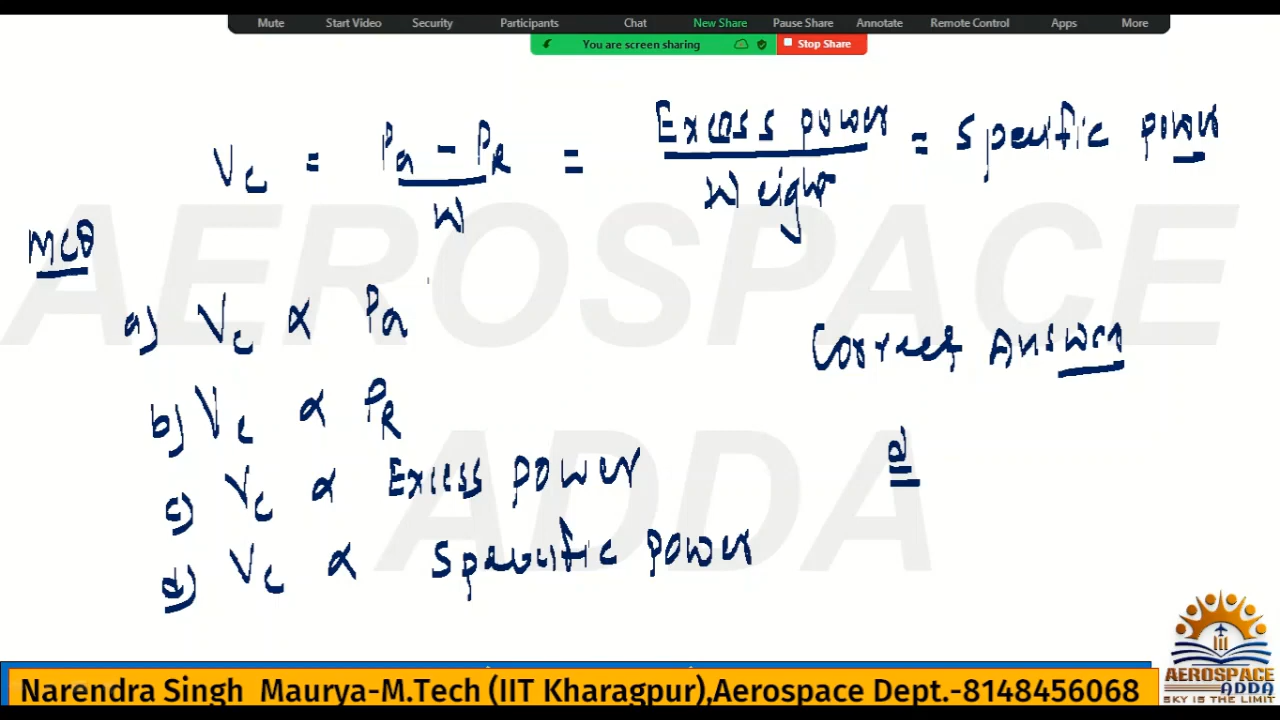 Mute Start Video Security Participants Chat New Share Pause Share Annotate Remote Control Apps More
You are screen sharing Stop Share
Vc = Pa - PR / W = Excess power / Weight = Specific power
MCQ
a) Vc ∝ Pa
Correct Answer
b) Vc ∝ PR
d
c) Vc ∝ Excess power
d) Vc ∝ Specific power
AEROSPACE
ADDA
AEROSPACE
ADDA
SKY IS THE LIMIT
Narendra Singh Maurya-M.Tech (IIT Kharagpur),Aerospace Dept.-8148456068